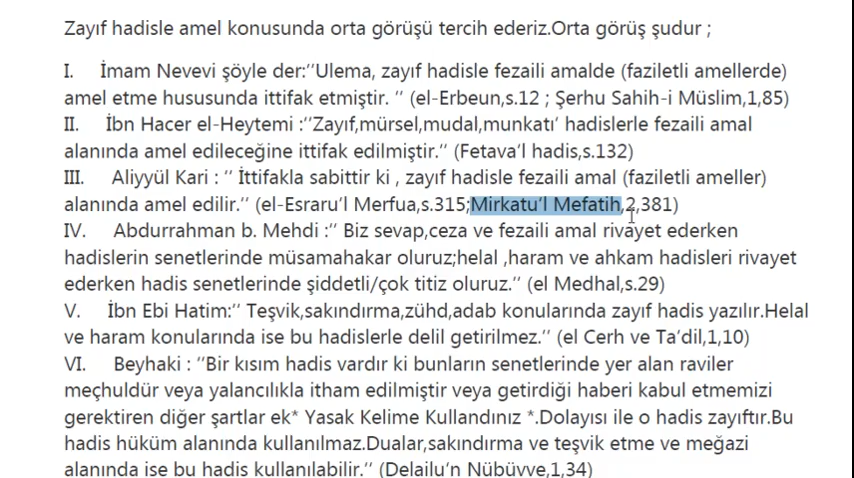 Zayıf hadisle amel konusunda orta görüşü tercih ederiz.Orta görüş şudur ;
I. İmam Nevevi şöyle der:’’Ulema, zayıf hadisle fezaili amalde (faziletli amellerde)
amel etme hususunda ittifak etmiştir. ’’ (el-Erbeun,s.12 ; Şerhu Sahih-i Müslim,1,85)
II. İbn Hacer el-Heytemi :’’Zayıf,mürsel,mudal,munkatı’ hadislerle fezaili amal
alanında amel edileceğine ittifak edilmiştir.’’ (Fetava’l hadis,s.132)
III. Aliyyül Kari : ’’ İttifakla sabittir ki , zayıf hadisle fezaili amal (faziletli ameller)
alanında amel edilir.’’ (el-Esraru’l Merfua,s.315;Mirkatu’l Mefatih,2,381)
IV. Abdurrahman b. Mehdi :’’ Biz sevap,ceza ve fezaili amal rivayet ederken
hadislerin senetlerinde müsamahakar oluruz;helal ,haram ve ahkam hadisleri rivayet
ederken hadis senetlerinde şiddetli/çok titiz oluruz.’’ (el Medhal,s.29)
V. İbn Ebi Hatim:’’ Teşvik,sakındırma,zühd,adab konularında zayıf hadis yazılır.Helal
ve haram konularında ise bu hadislerle delil getirilmez.’’ (el Cerh ve Ta’dil,1,10)
VI. Beyhaki : ’’Bir kısım hadis vardır ki bunların senetlerinde yer alan raviler
meçhuldür veya yalancılıkla itham edilmiştir veya getirdiği haberi kabul etmemizi
gerektiren diğer şartlar ek* Yasak Kelime Kullandınız *.Dolayısı ile o hadis zayıftır.Bu
hadis hüküm alanında kullanılmaz.Dualar,sakındırma ve teşvik etme ve meğazi
alanında ise bu hadis kullanılabilir.’’ (Delailu’n Nübüvve,1,34)